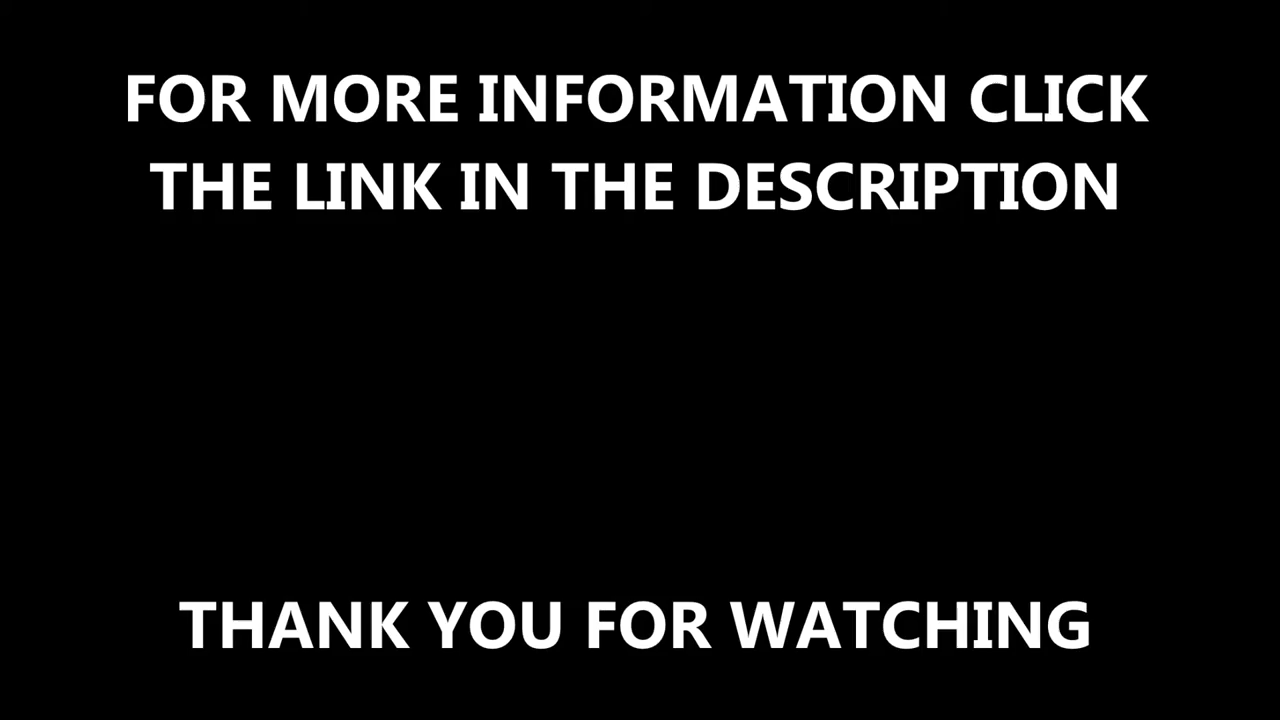 FOR MORE INFORMATION CLICK
THE LINK IN THE DESCRIPTION
THANK YOU FOR WATCHING